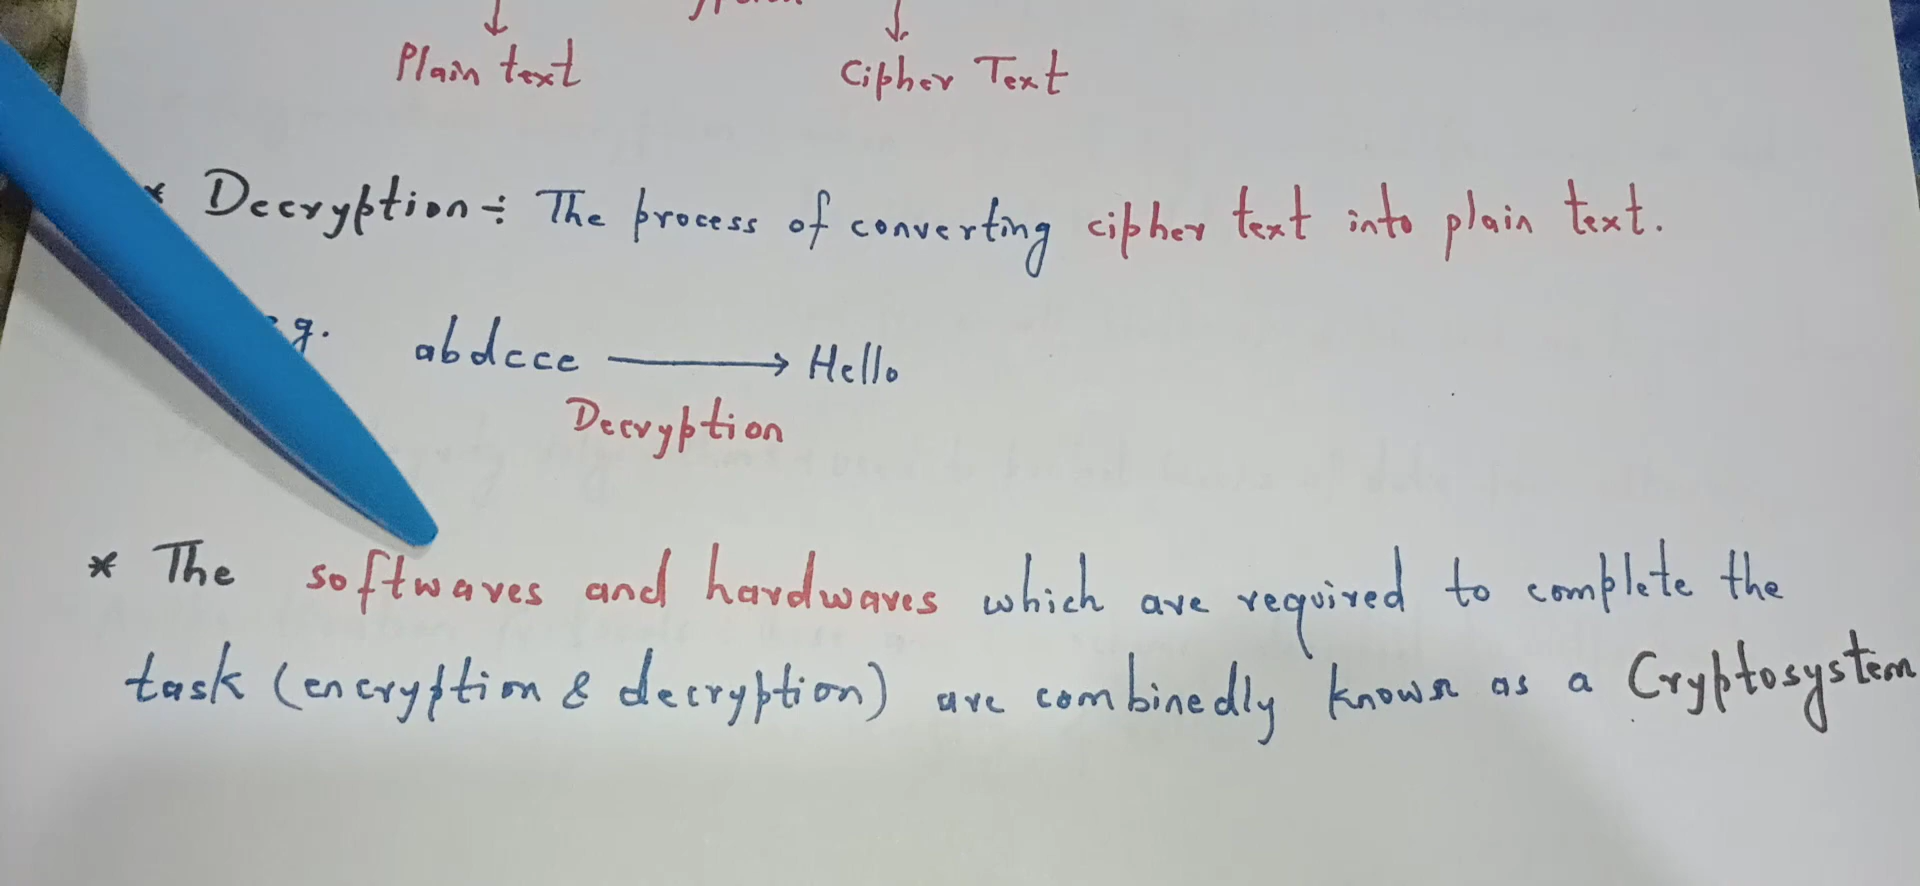 Plain text Cipher Text
* Decryption:- The process of converting cipher text into plain text.
g. abdcce → Hello
Decryption
* The softwares and hardwares which are required to complete the
task (encryption & decryption) are combinedly known as a Cryptosystem